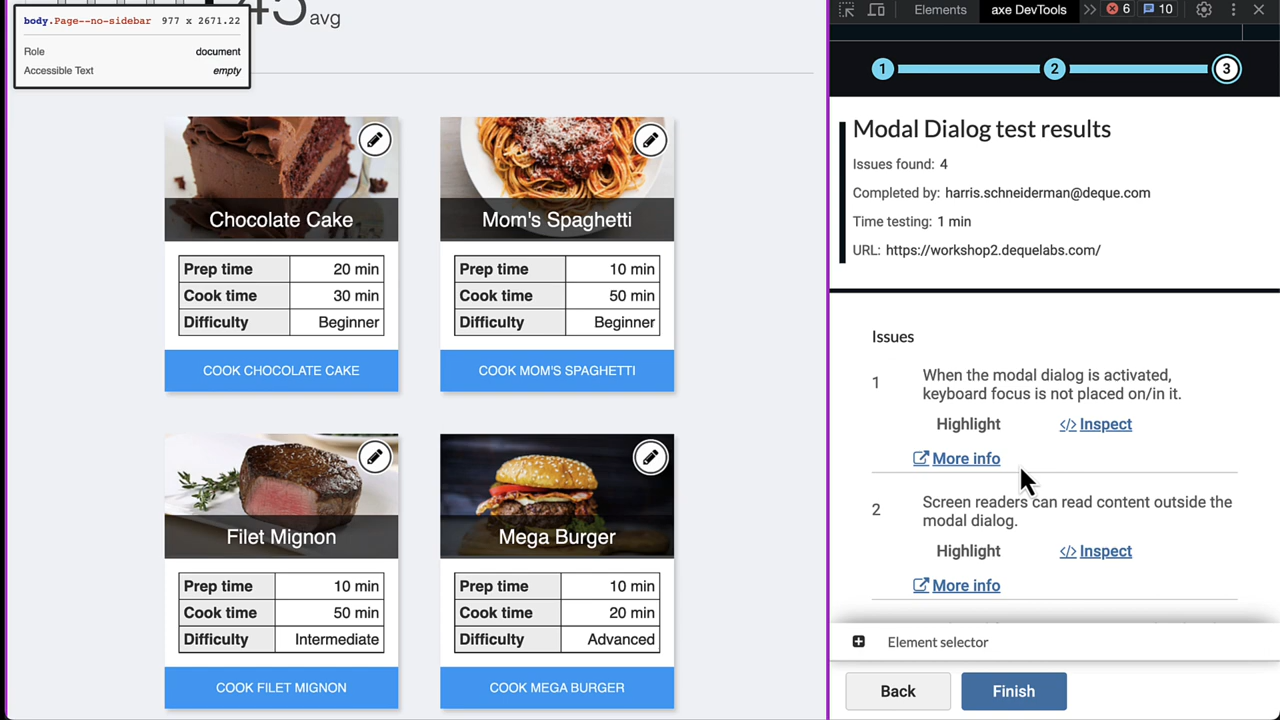 body.Page--no-sidebar 977 x 2671.22
Role document
Accessible Text empty
45 avg
Chocolate Cake
Prep time 20 min
Cook time 30 min
Difficulty Beginner
COOK CHOCOLATE CAKE
Mom's Spaghetti
Prep time 10 min
Cook time 50 min
Difficulty Beginner
COOK MOM'S SPAGHETTI
Filet Mignon
Prep time 10 min
Cook time 50 min
Difficulty Intermediate
COOK FILET MIGNON
Mega Burger
Prep time 10 min
Cook time 20 min
Difficulty Advanced
COOK MEGA BURGER
Elements axe DevTools 6 10
1 2 3
Modal Dialog test results
Issues found: 4
Completed by: harris.schneiderman@deque.com
Time testing: 1 min
URL: https://workshop2.dequelabs.com/
Issues
1 When the modal dialog is activated,
keyboard focus is not placed on/in it.
Highlight </> Inspect
More info
2 Screen readers can read content outside the
modal dialog.
Highlight </> Inspect
More info
Element selector
Back Finish